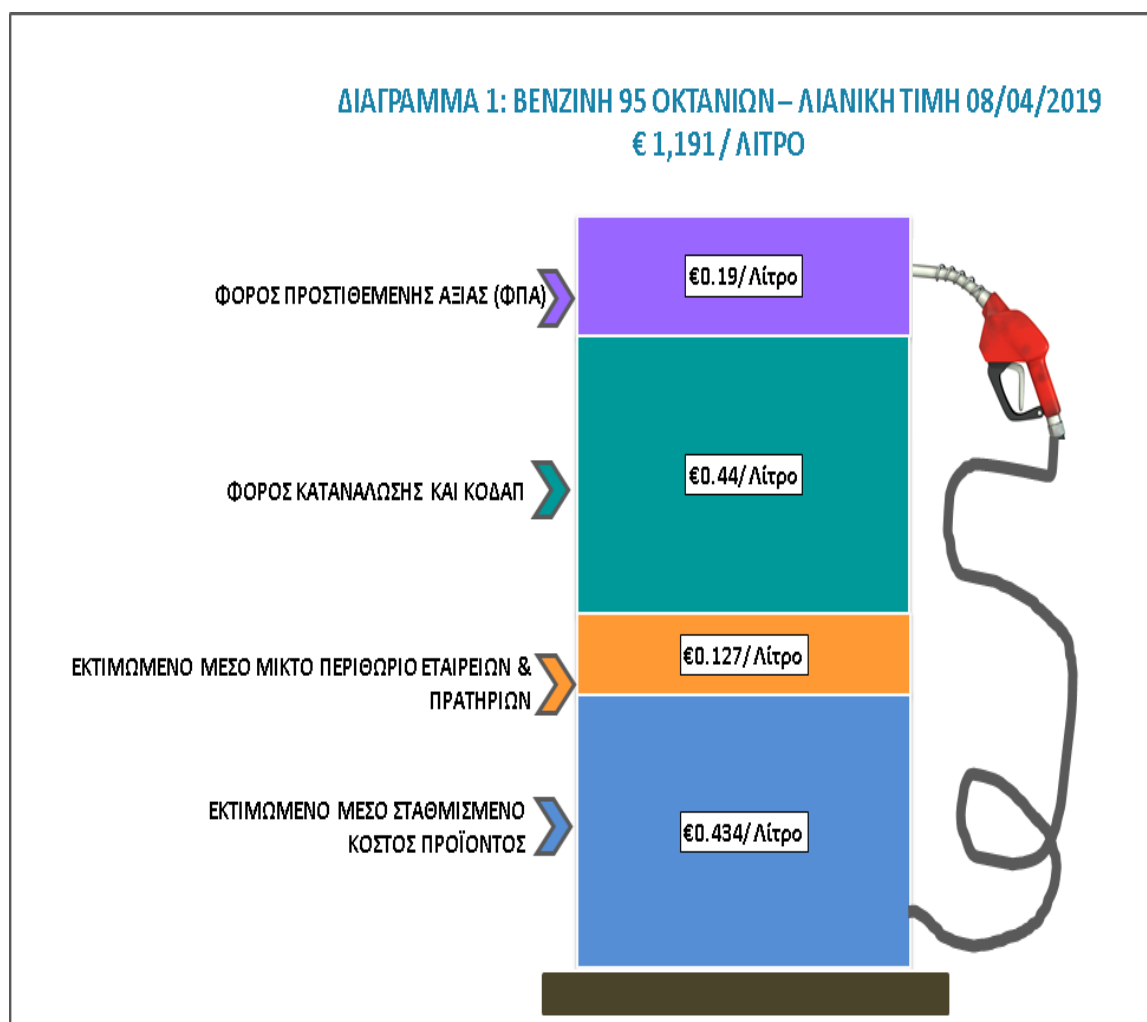 ΔΙΑΓΡΑΜΜΑ 1: ΒΕΝΖΙΝΗ 95 ΟΚΤΑΝΙΩΝ – ΛΙΑΝΙΚΗ ΤΙΜΗ 08/04/2019
€ 1,191 / ΛΙΤΡΟ
€0.19/ Λίτρο
ΦΟΡΟΣ ΠΡΟΣΤΙΘΕΜΕΝΗΣ ΑΞΙΑΣ (ΦΠΑ)
€0.44/ Λίτρο
ΦΟΡΟΣ ΚΑΤΑΝΑΛΩΣΗΣ ΚΑΙ ΚΟΔΑΠ
€0.127/ Λίτρο
ΕΚΤΙΜΩΜΕΝΟ ΜΕΣΟ ΜΙΚΤΟ ΠΕΡΙΘΩΡΙΟ ΕΤΑΙΡΕΙΩΝ &
ΠΡΑΤΗΡΙΩΝ
ΕΚΤΙΜΩΜΕΝΟ ΜΕΣΟ ΣΤΑΘΜΙΣΜΕΝΟ
ΚΟΣΤΟΣ ΠΡΟΪΟΝΤΟΣ
€0.434/ Λίτρο